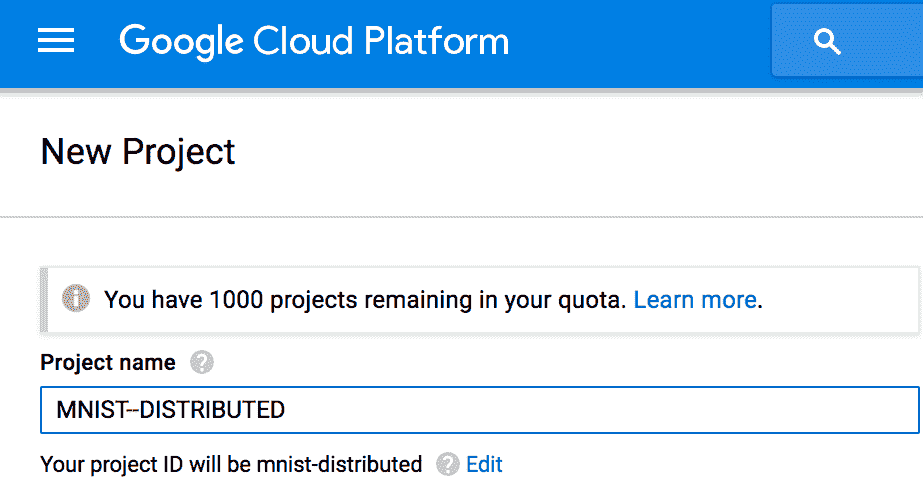 Google Cloud Platform
New Project
You have 1000 projects remaining in your quota. Learn more.
Project name
MNIST--DISTRIBUTED
Your project ID will be mnist-distributed Edit